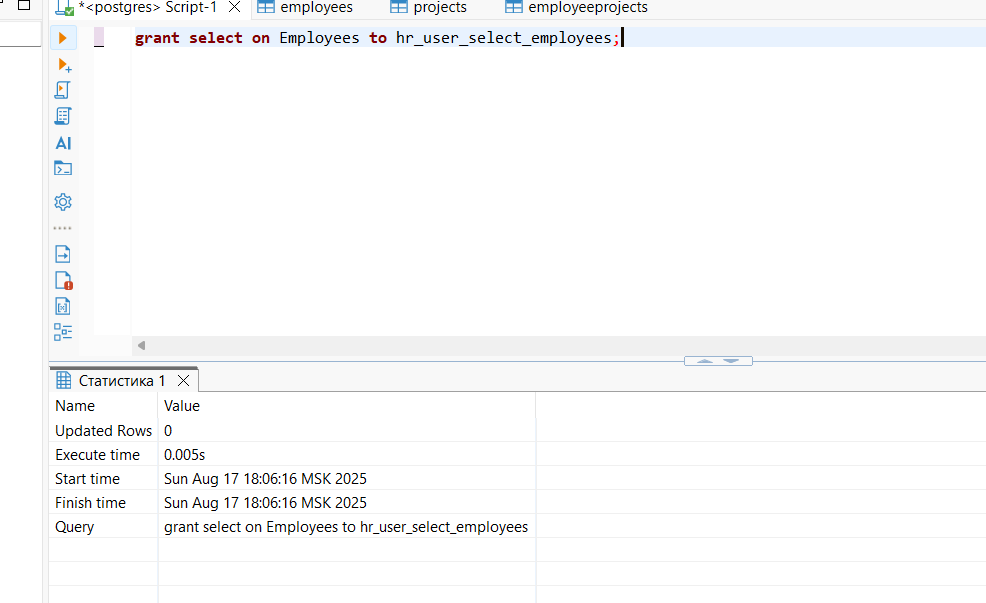 *<postgres> Script-1 employees projects employeeprojects
grant select on Employees to hr_user_select_employees;
AI
Статистика 1
Name Value
Updated Rows 0
Execute time 0.005s
Start time Sun Aug 17 18:06:16 MSK 2025
Finish time Sun Aug 17 18:06:16 MSK 2025
Query grant select on Employees to hr_user_select_employees